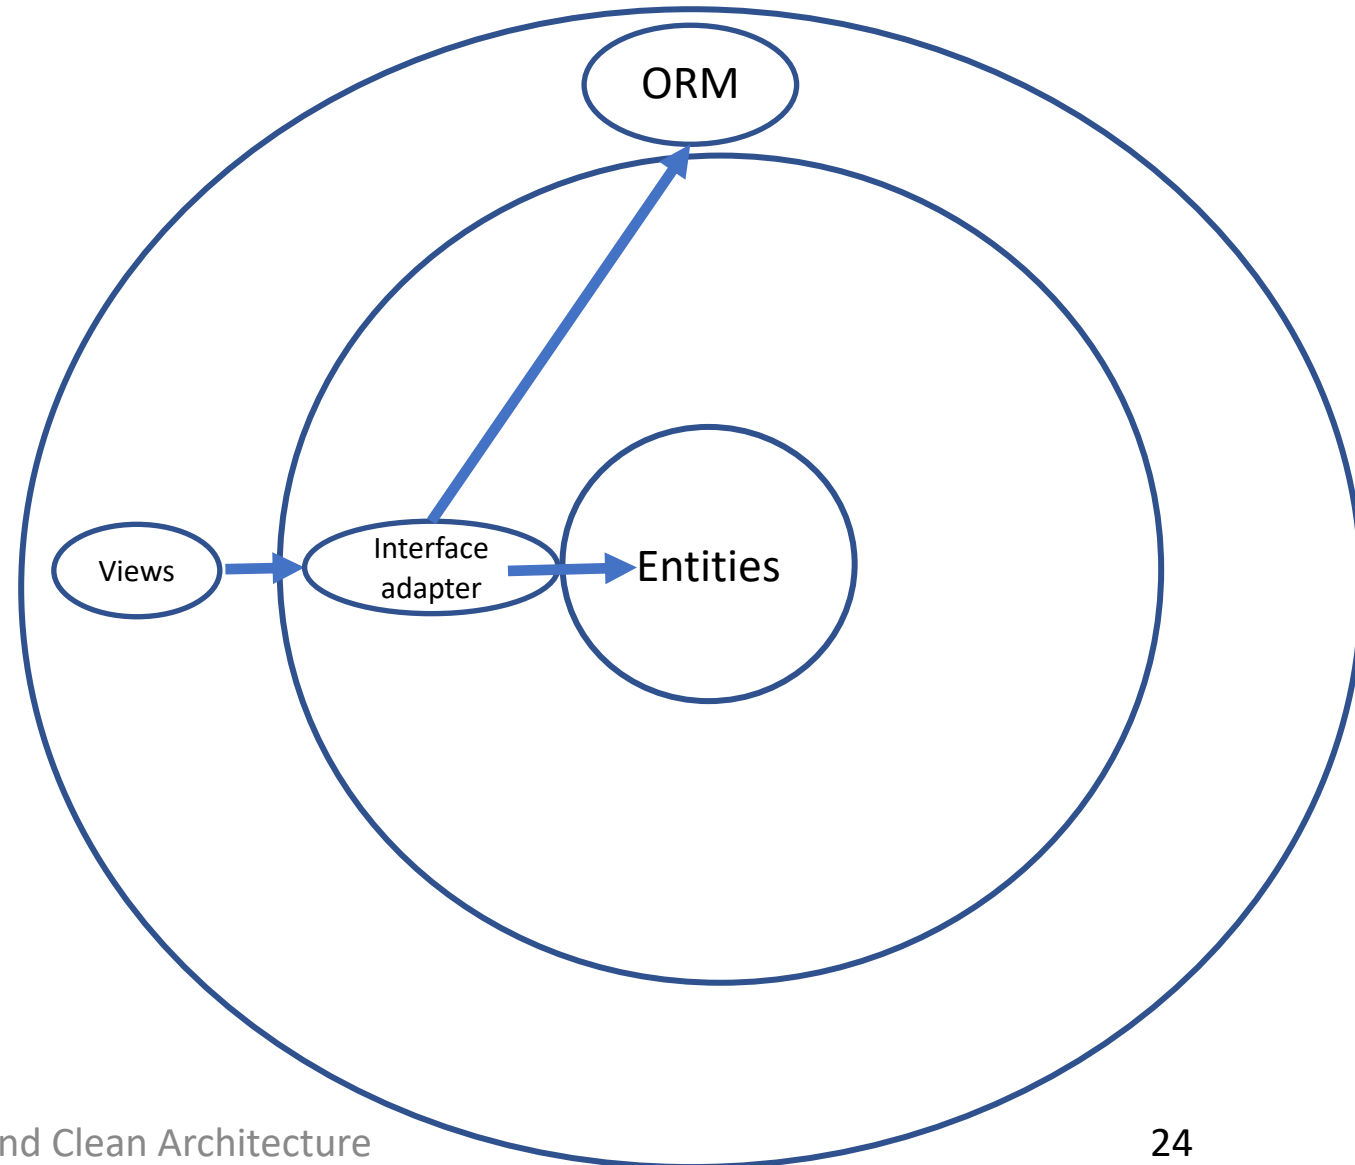 ORM
Views
Interface
adapter
Entities
nd Clean Architecture
24